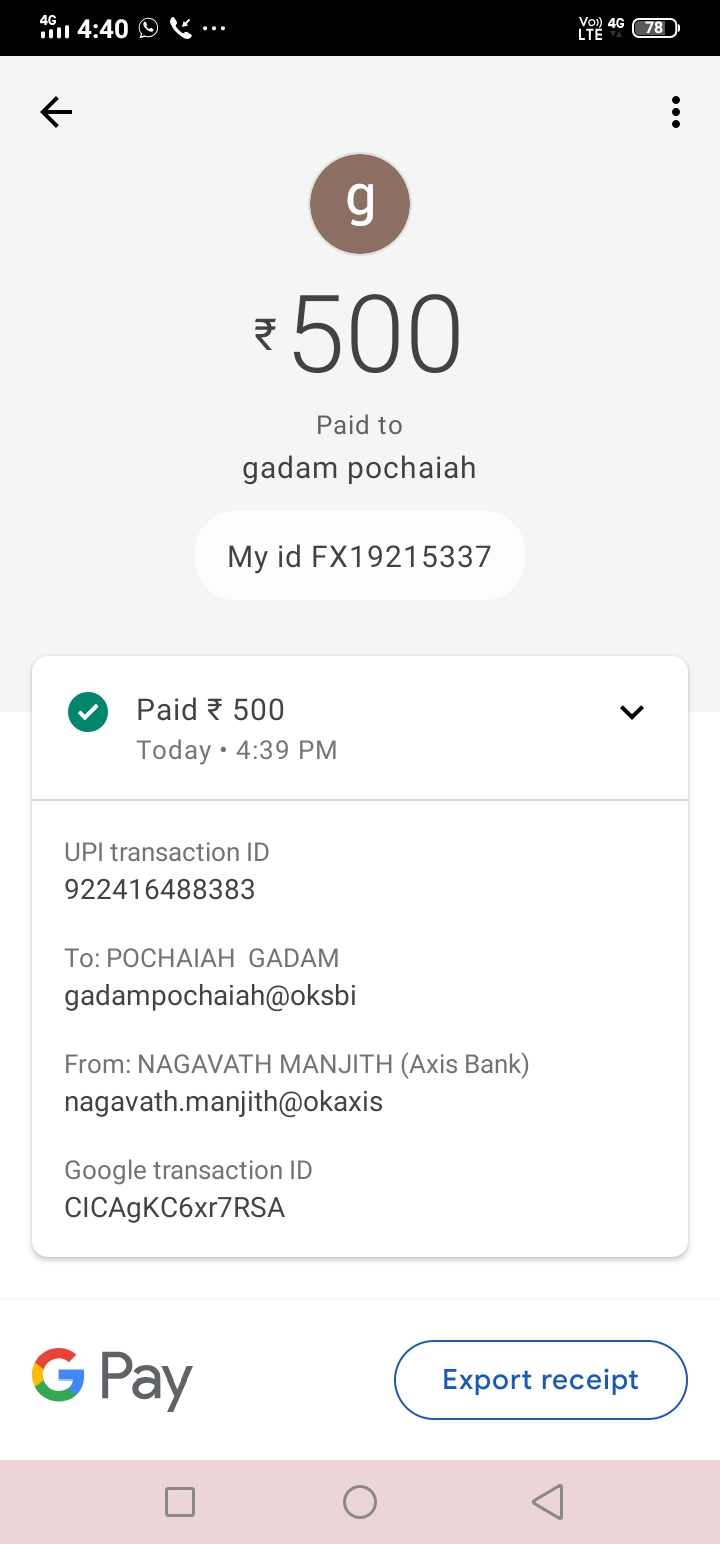 4G 4:40 Vo)) LTE 4G 78
g
₹500
Paid to
gadam pochaiah
My id FX19215337
Paid ₹ 500
Today • 4:39 PM
UPI transaction ID
922416488383
To: POCHAIAH  GADAM
gadampochaiah@oksbi
From: NAGAVATH MANJITH (Axis Bank)
nagavath.manjith@okaxis
Google transaction ID
CICAgKC6xr7RSA
G Pay
Export receipt